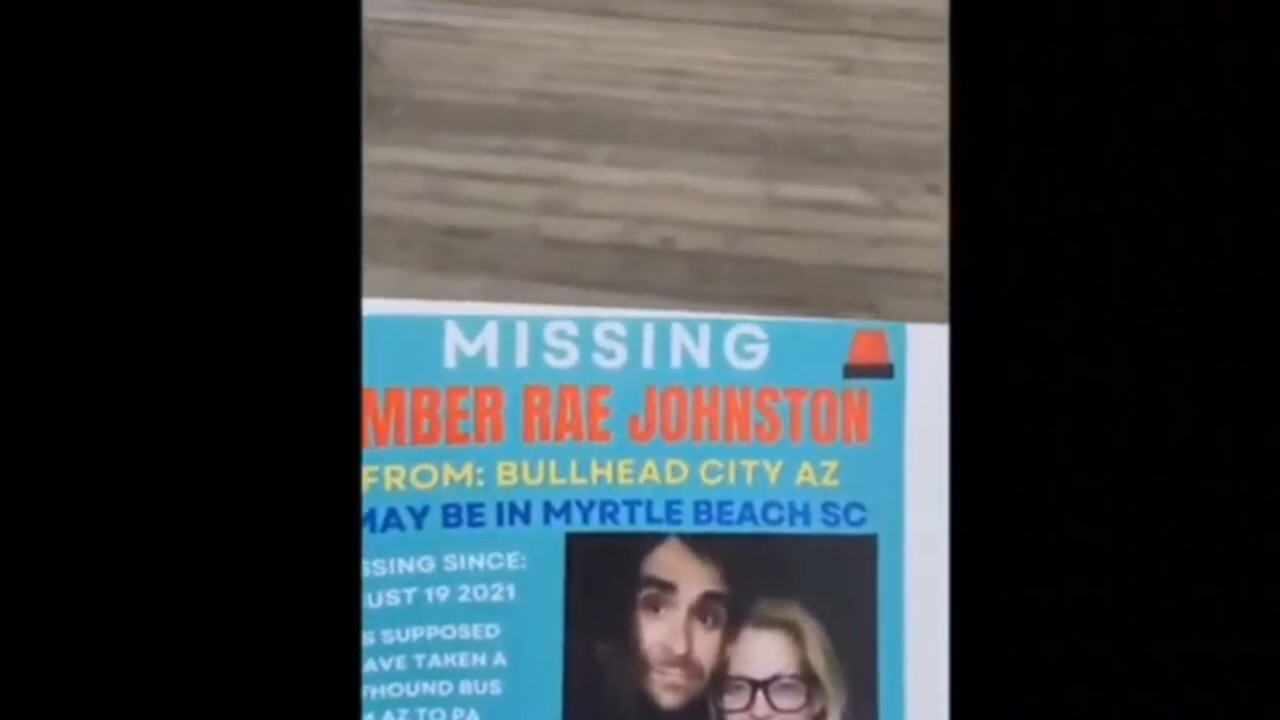 MISSING
MBER RAE JOHNSTON
FROM: BULLHEAD CITY AZ
MAY BE IN MYRTLE BEACH SC
SSING SINCE:
UST 19 2021
S SUPPOSED
AVE TAKEN A
HOUND BUS
AZ TO PA